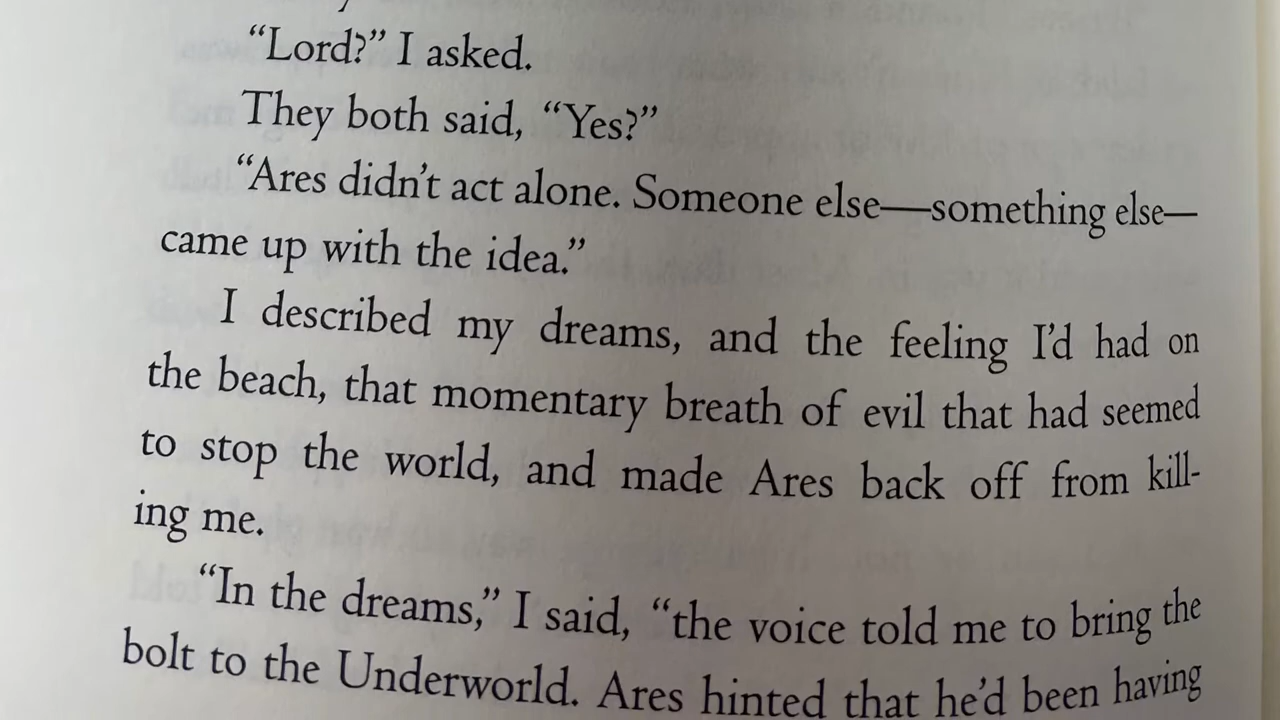 “Lord?” I asked.
They both said, “Yes?”
“Ares didn’t act alone. Someone else—something else—
came up with the idea.”
I described my dreams, and the feeling I’d had on
the beach, that momentary breath of evil that had seemed
to stop the world, and made Ares back off from kill-
ing me.
“In the dreams,” I said, “the voice told me to bring the
bolt to the Underworld. Ares hinted that he’d been having